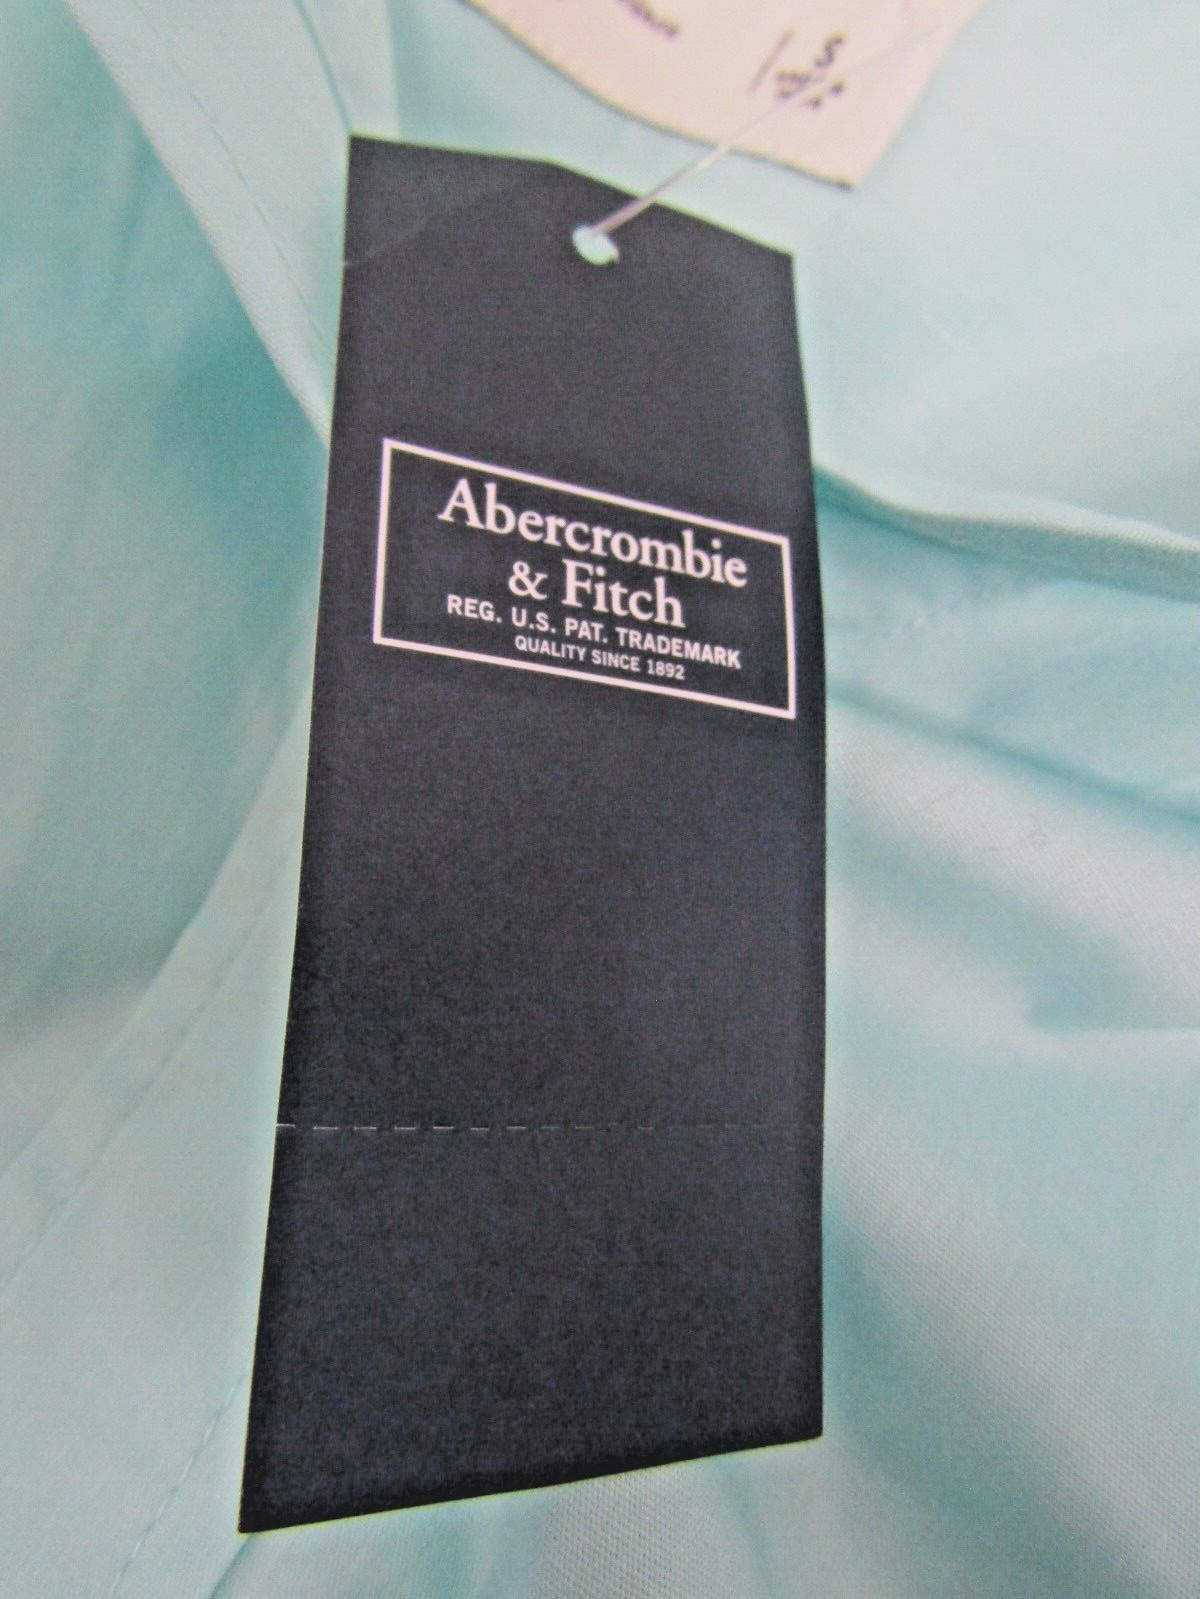 S
Abercrombie
& Fitch
REG. U.S. PAT. TRADEMARK
QUALITY SINCE 1892